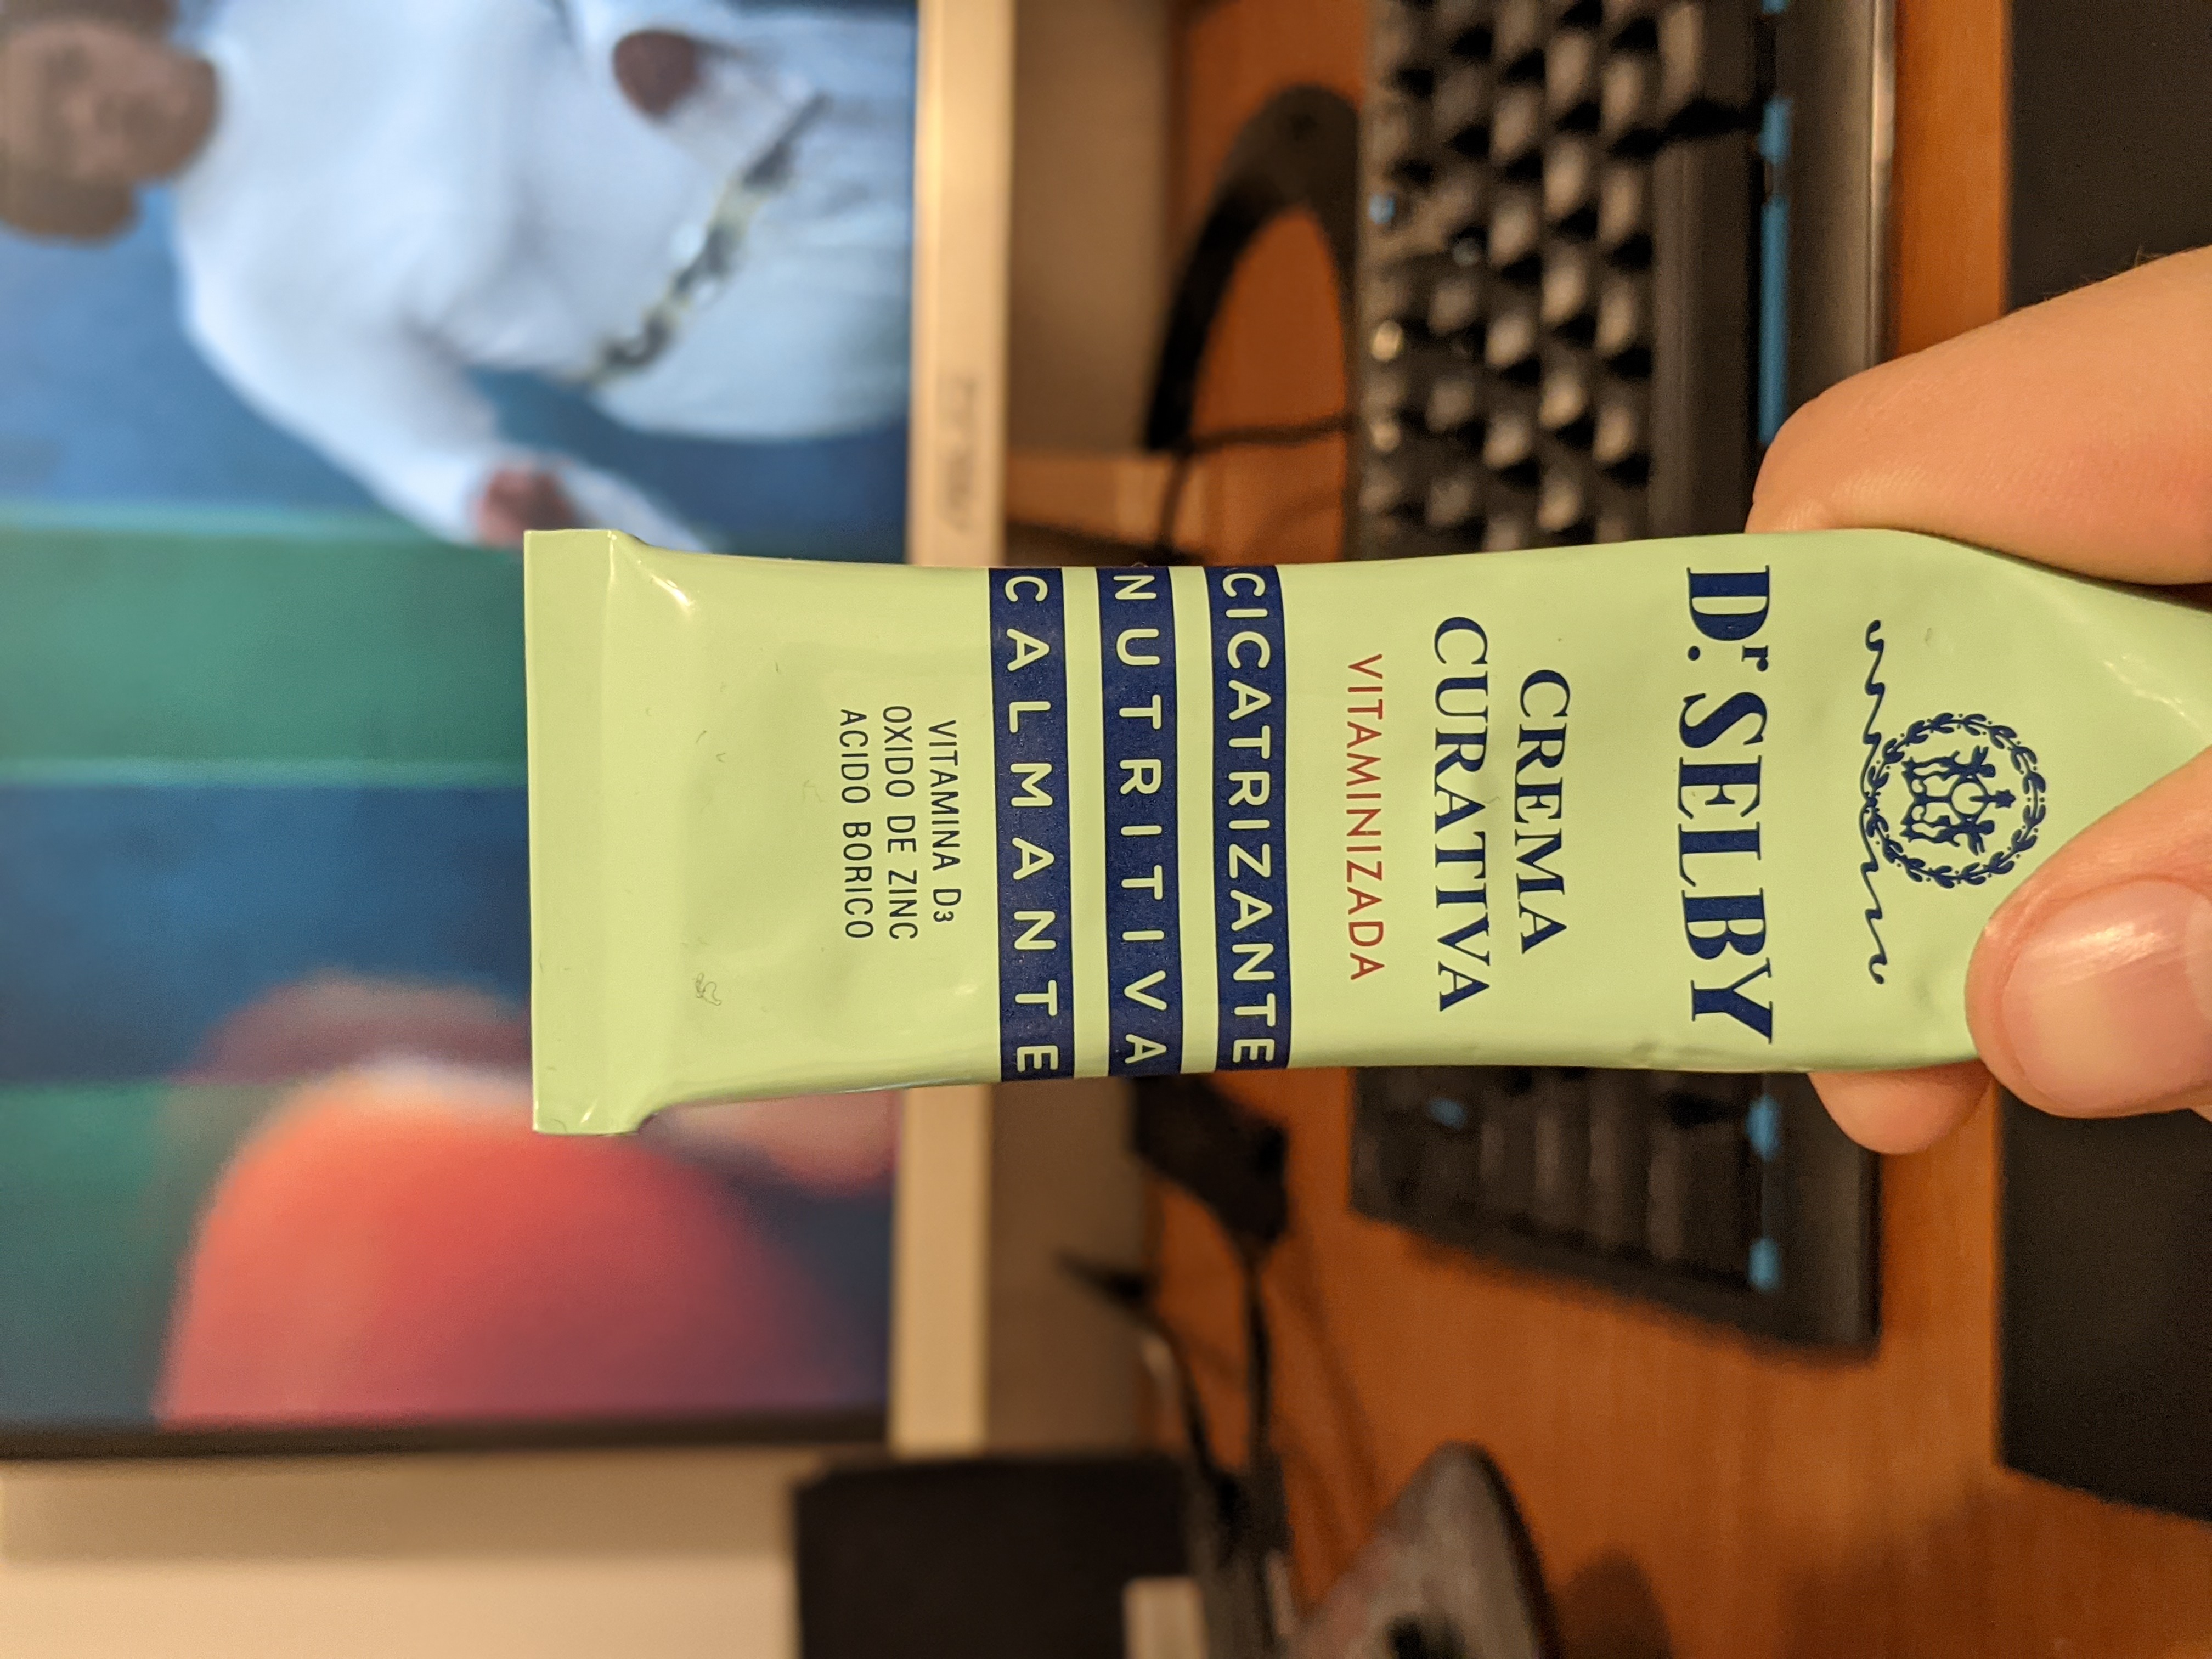 Dr. SELBY
CREMA
CURATIVA
VITAMINIZADA
CICATRIZANTE
NUTRITIVA
CALMANTE
VITAMINA D3
OXIDO DE ZINC
ACIDO BORICO